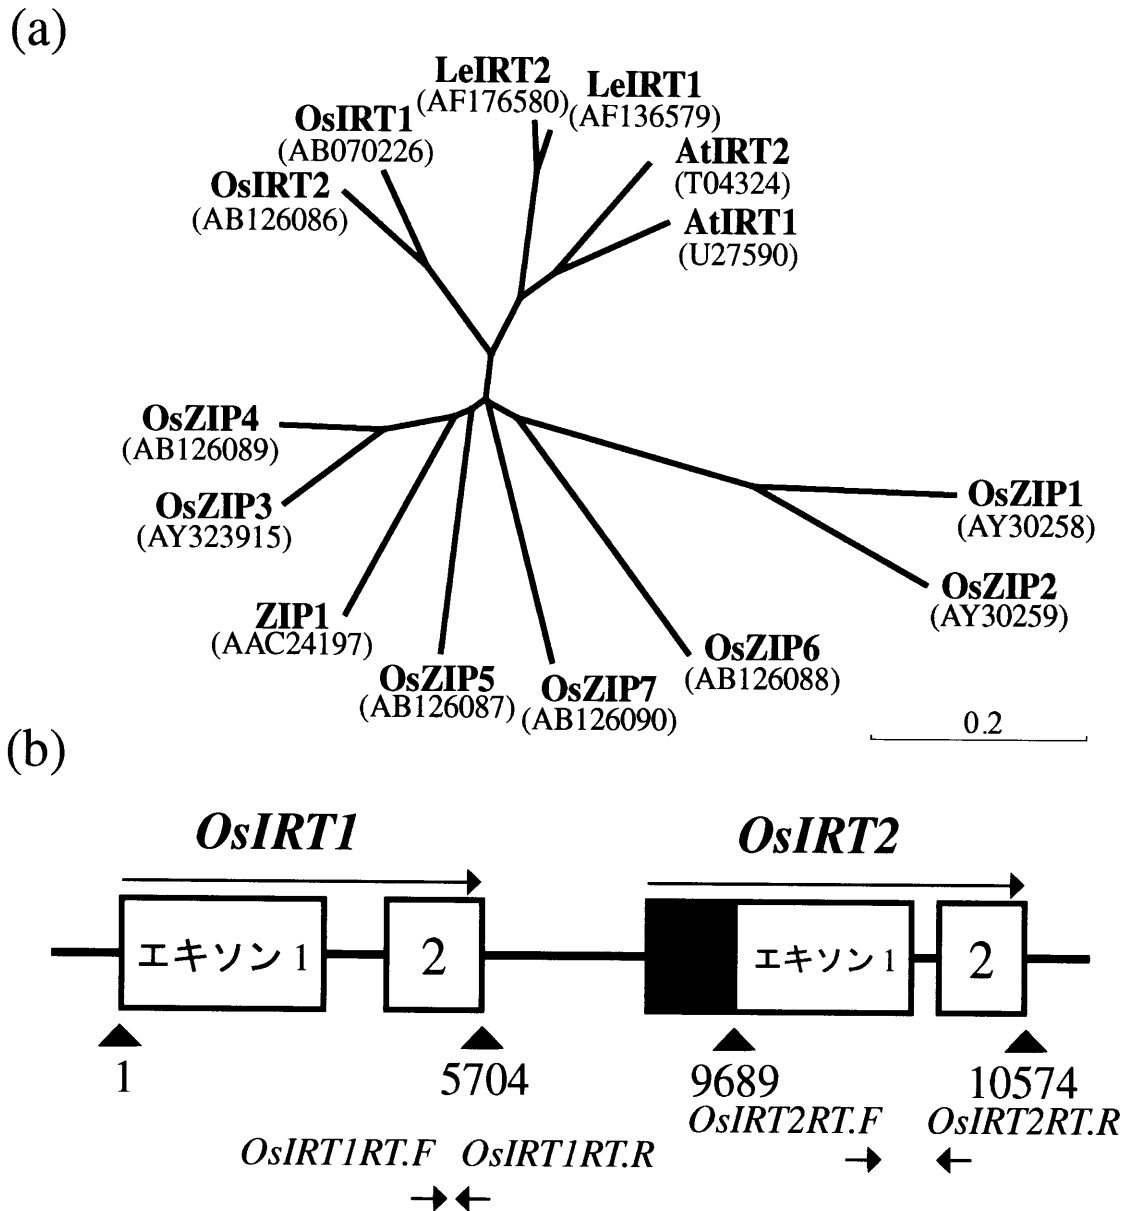 (a)
LeIRT2
(AF176580)
LeIRT1
(AF136579)
OsIRT1
(AB070226)
AtIRT2
(T04324)
OsIRT2
(AB126086)
AtIRT1
(U27590)
OsZIP4
(AB126089)
OsZIP3
(AY323915)
OsZIP1
(AY30258)
OsZIP2
(AY30259)
ZIP1
(AAC24197)
OsZIP5
(AB126087)
OsZIP7
(AB126090)
OsZIP6
(AB126088)
0.2
(b)
OsIRT1
OsIRT2
エキソン 1
2
エキソン 1
2
1
5704
9689
10574
OsIRT2RT.F
OsIRT2RT.R
OsIRT1RT.F
OsIRT1RT.R